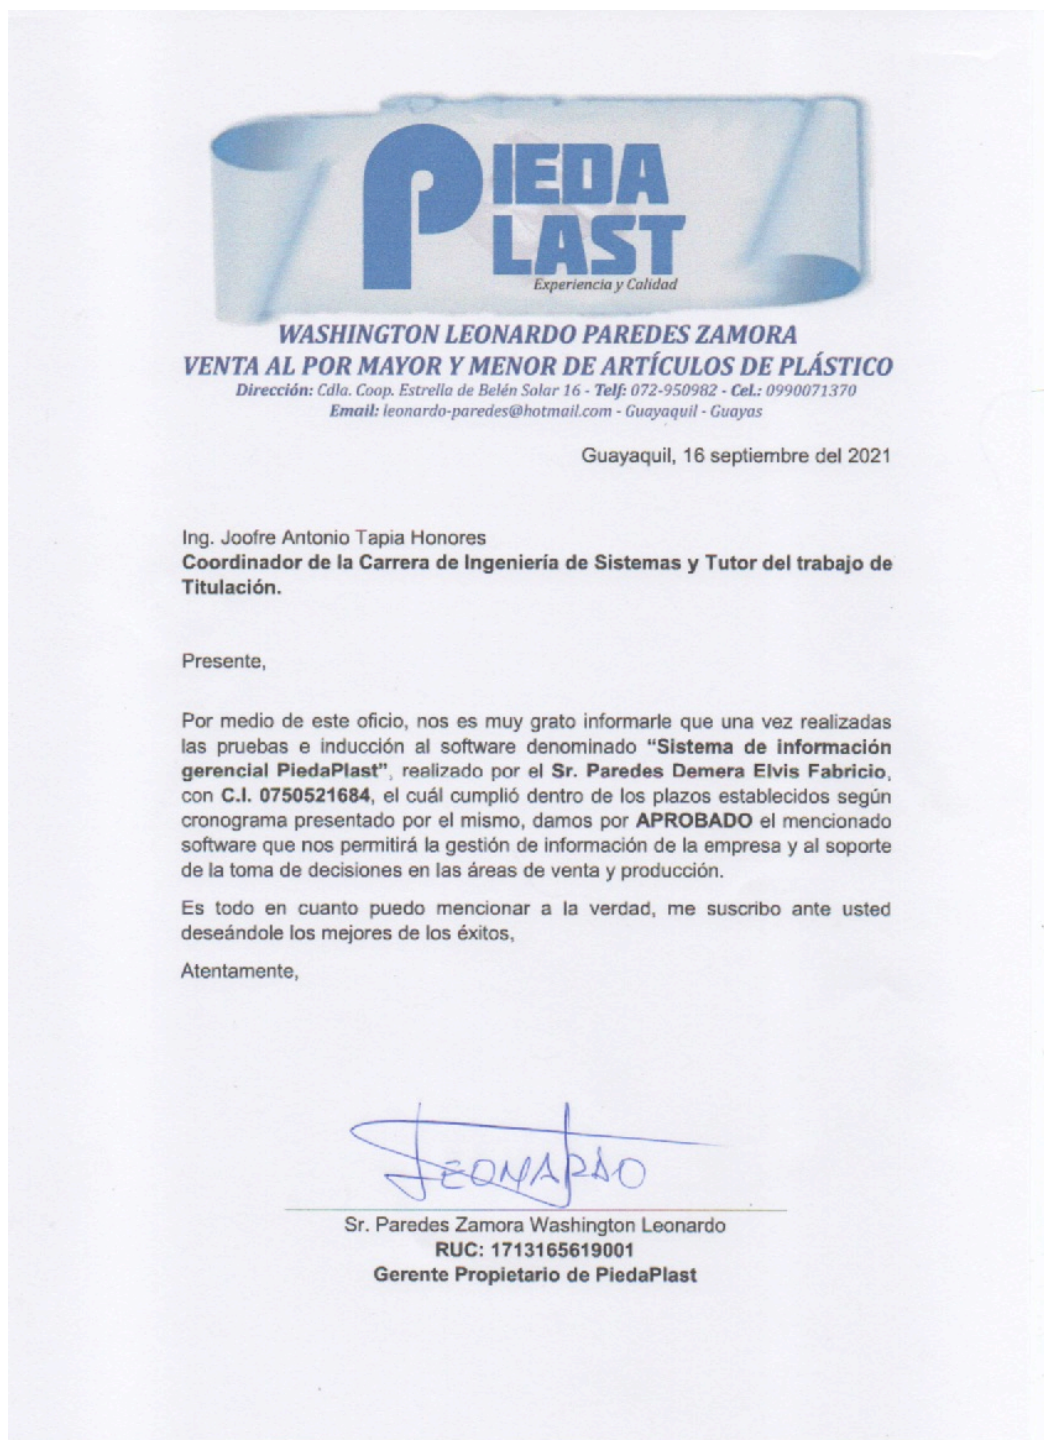 PIEDA
PLAST
Experiencia y Calidad
WASHINGTON LEONARDO PAREDES ZAMORA
VENTA AL POR MAYOR Y MENOR DE ARTÍCULOS DE PLÁSTICO
Dirección: Cdla. Coop. Estrella de Belén Solar 16 - Telf: 072-950982 - Cel.: 0990071370
Email: leonardo-paredes@hotmail.com - Guayaquil - Guayas
Guayaquil, 16 septiembre del 2021
Ing. Joofre Antonio Tapia Honores
Coordinador de la Carrera de Ingeniería de Sistemas y Tutor del trabajo de
Titulación.
Presente,
Por medio de este oficio, nos es muy grato informarle que una vez realizadas
las pruebas e inducción al software denominado “Sistema de información
gerencial PiedaPlast”, realizado por el Sr. Paredes Demera Elvis Fabricio,
con C.I. 0750521684, el cuál cumplió dentro de los plazos establecidos según
cronograma presentado por el mismo, damos por APROBADO el mencionado
software que nos permitirá la gestión de información de la empresa y al soporte
de la toma de decisiones en las áreas de venta y producción.
Es todo en cuanto puedo mencionar a la verdad, me suscribo ante usted
deseándole los mejores de los éxitos,
Atentamente,
LEONARDO
Sr. Paredes Zamora Washington Leonardo
RUC: 1713165619001
Gerente Propietario de PiedaPlast